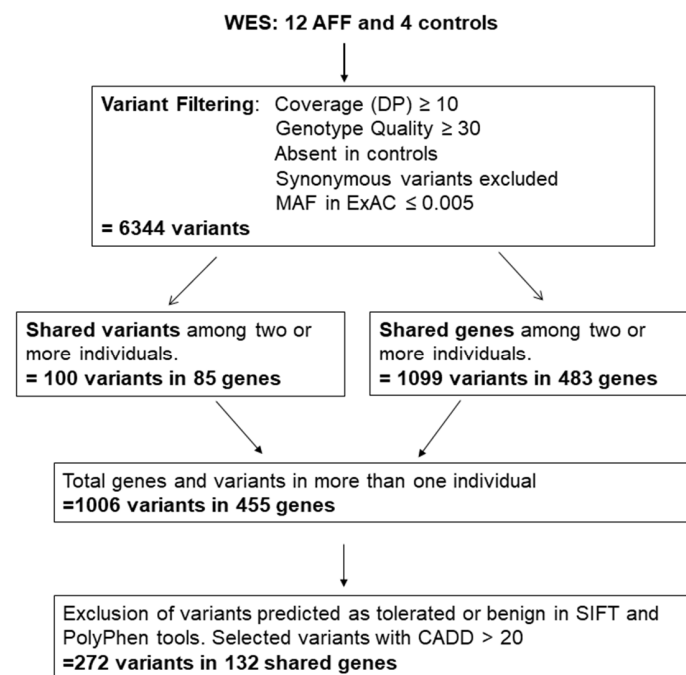 WES: 12 AFF and 4 controls
Variant Filtering: Coverage (DP) ≥ 10
Genotype Quality ≥ 30
Absent in controls
Synonymous variants excluded
MAF in ExAC ≤ 0.005
= 6344 variants
Shared variants among two or
more individuals.
= 100 variants in 85 genes
Shared genes among two or
more individuals.
= 1099 variants in 483 genes
Total genes and variants in more than one individual
=1006 variants in 455 genes
Exclusion of variants predicted as tolerated or benign in SIFT and
PolyPhen tools. Selected variants with CADD > 20
=272 variants in 132 shared genes